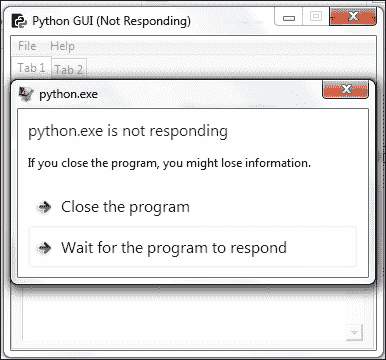 Python GUI (Not Responding)
File Help
Tab 1 Tab 2
python.exe
python.exe is not responding
If you close the program, you might lose information.
Close the program
Wait for the program to respond